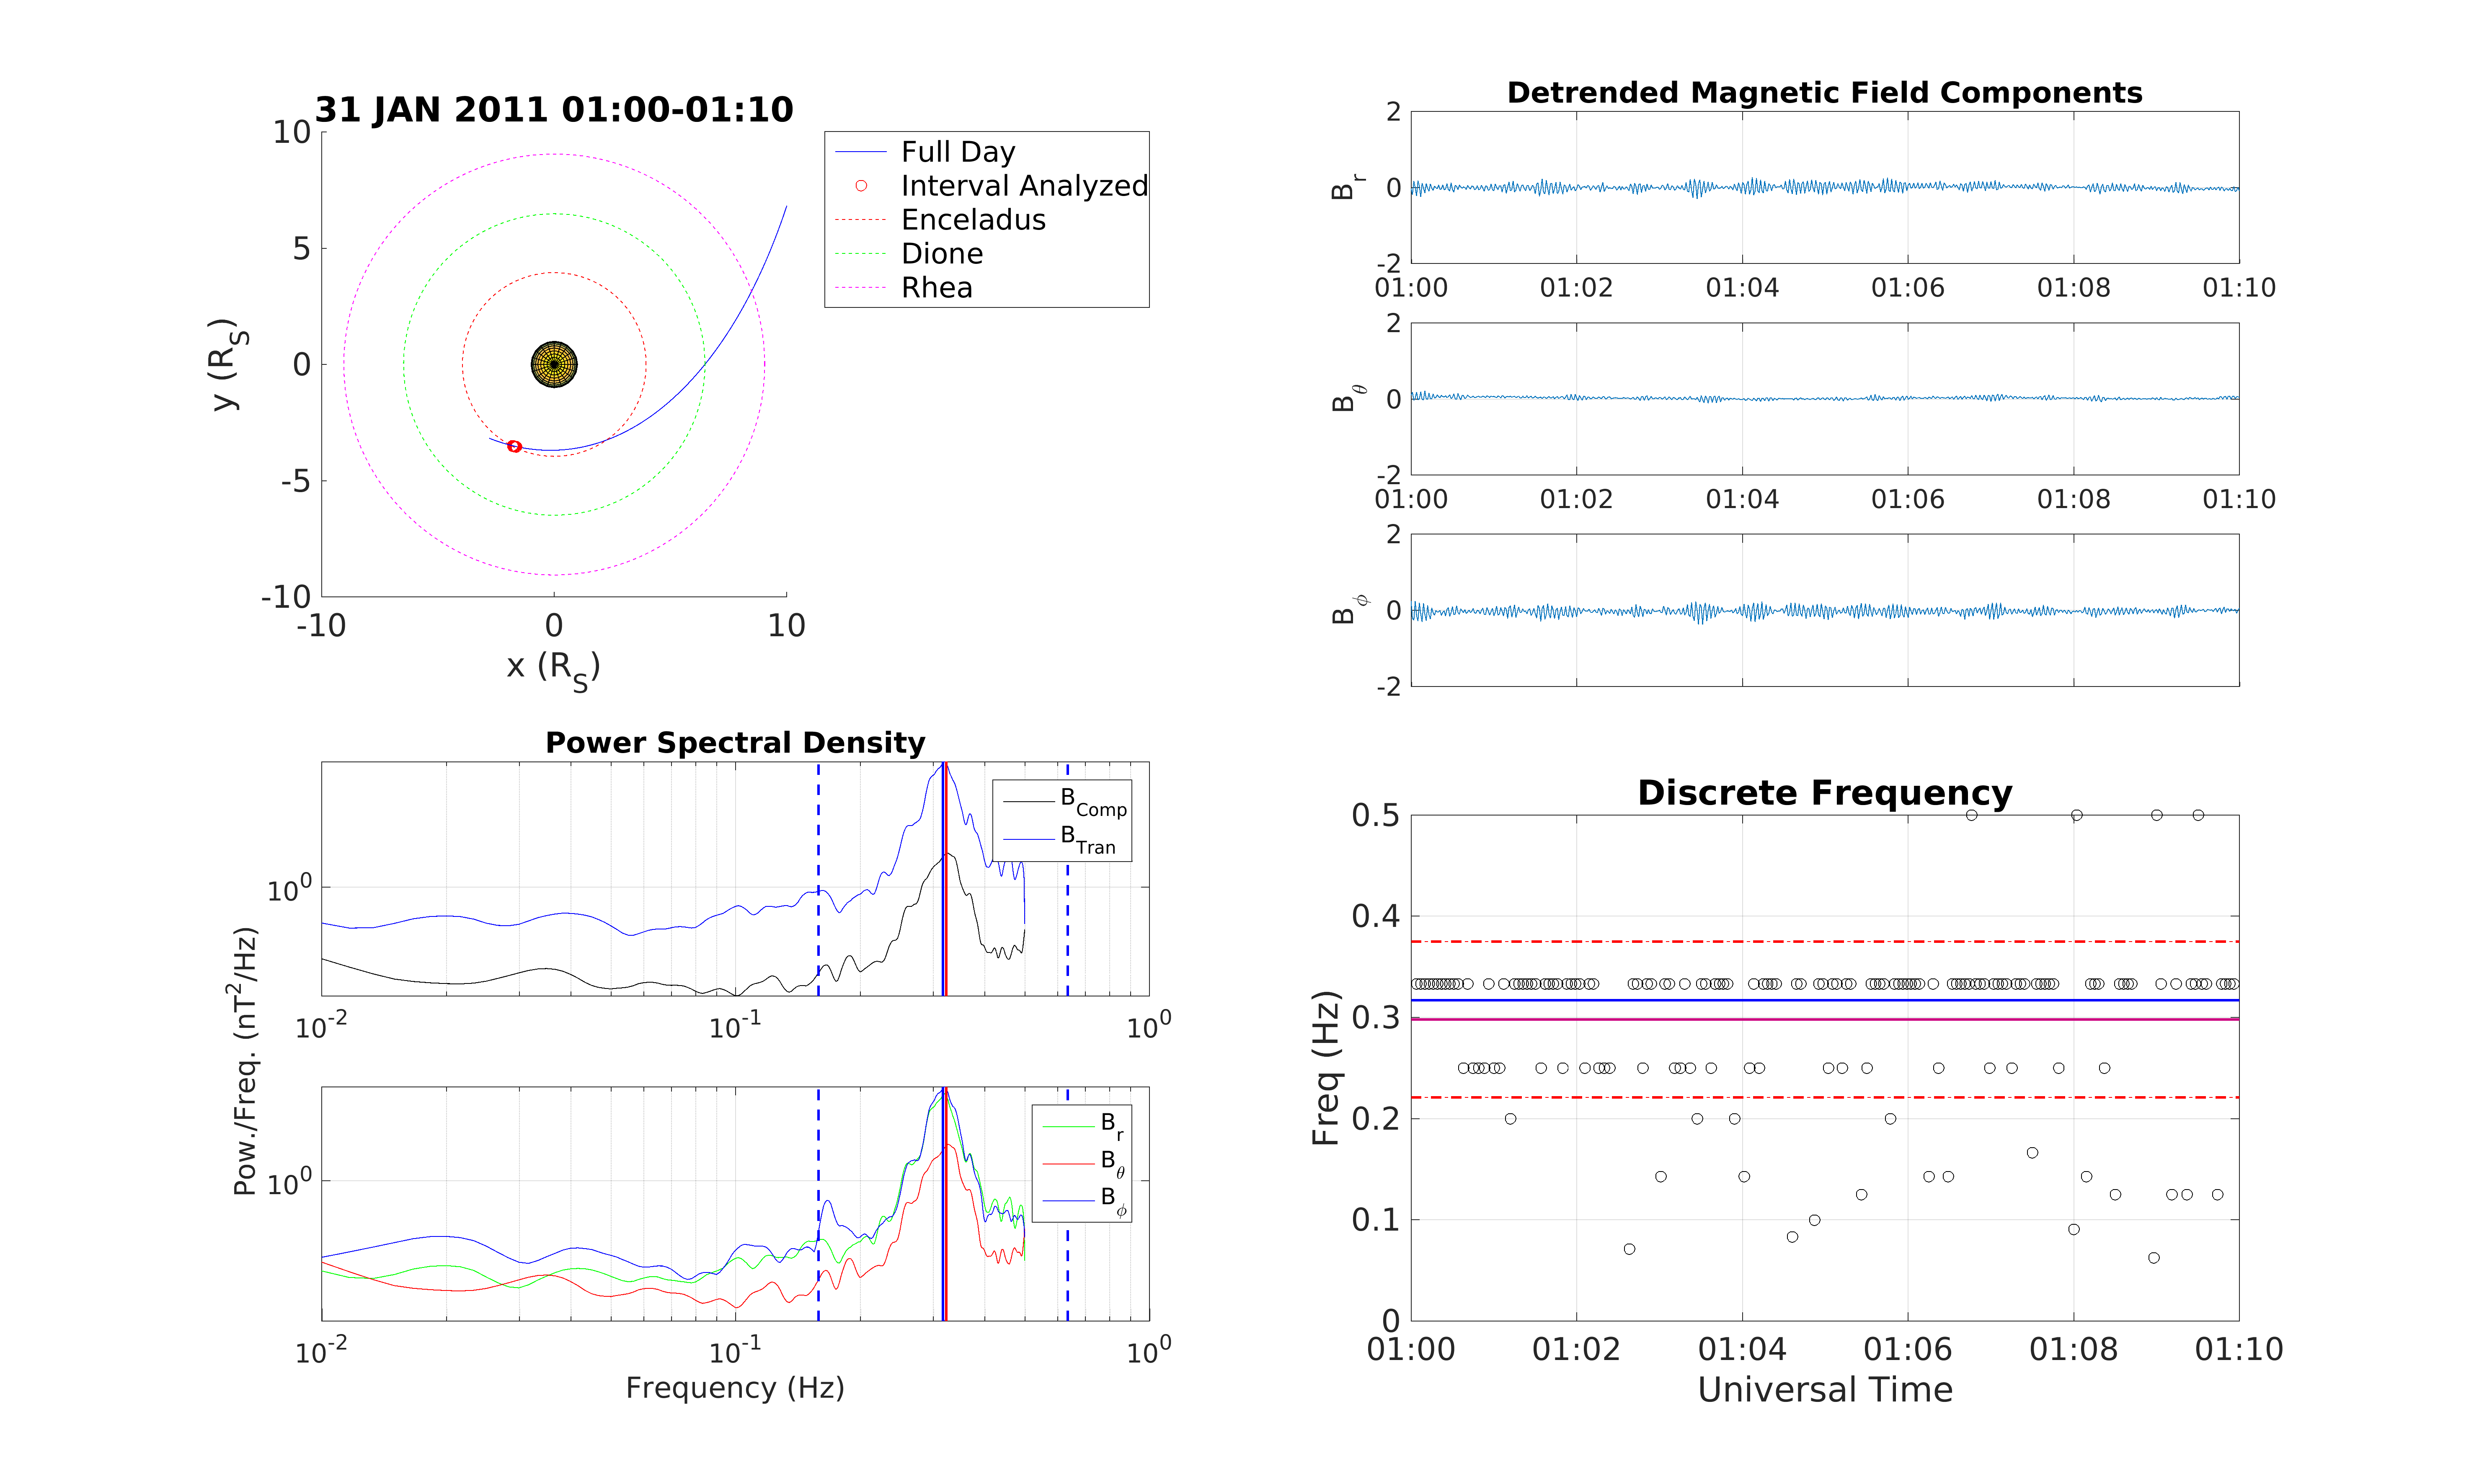 31 JAN 2011 01:00-01:10
10
5
0
-5
-10
-10 0 10
y (R_S)
x (R_S)
Full Day
Interval Analyzed
Enceladus
Dione
Rhea
Detrended Magnetic Field Components
2
0
-2
B_r
01:00 01:02 01:04 01:06 01:08 01:10
2
0
-2
B_θ
01:00 01:02 01:04 01:06 01:08 01:10
2
0
-2
B_ϕ
Power Spectral Density
10^0
B_Comp
B_Tran
10^-2 10^-1 10^0
Pow./Freq. (nT^2/Hz)
10^0
B_r
B_θ
B_ϕ
10^-2 10^-1 10^0
Frequency (Hz)
Discrete Frequency
0.5
0.4
0.3
0.2
0.1
0
Freq (Hz)
01:00 01:02 01:04 01:06 01:08 01:10
Universal Time